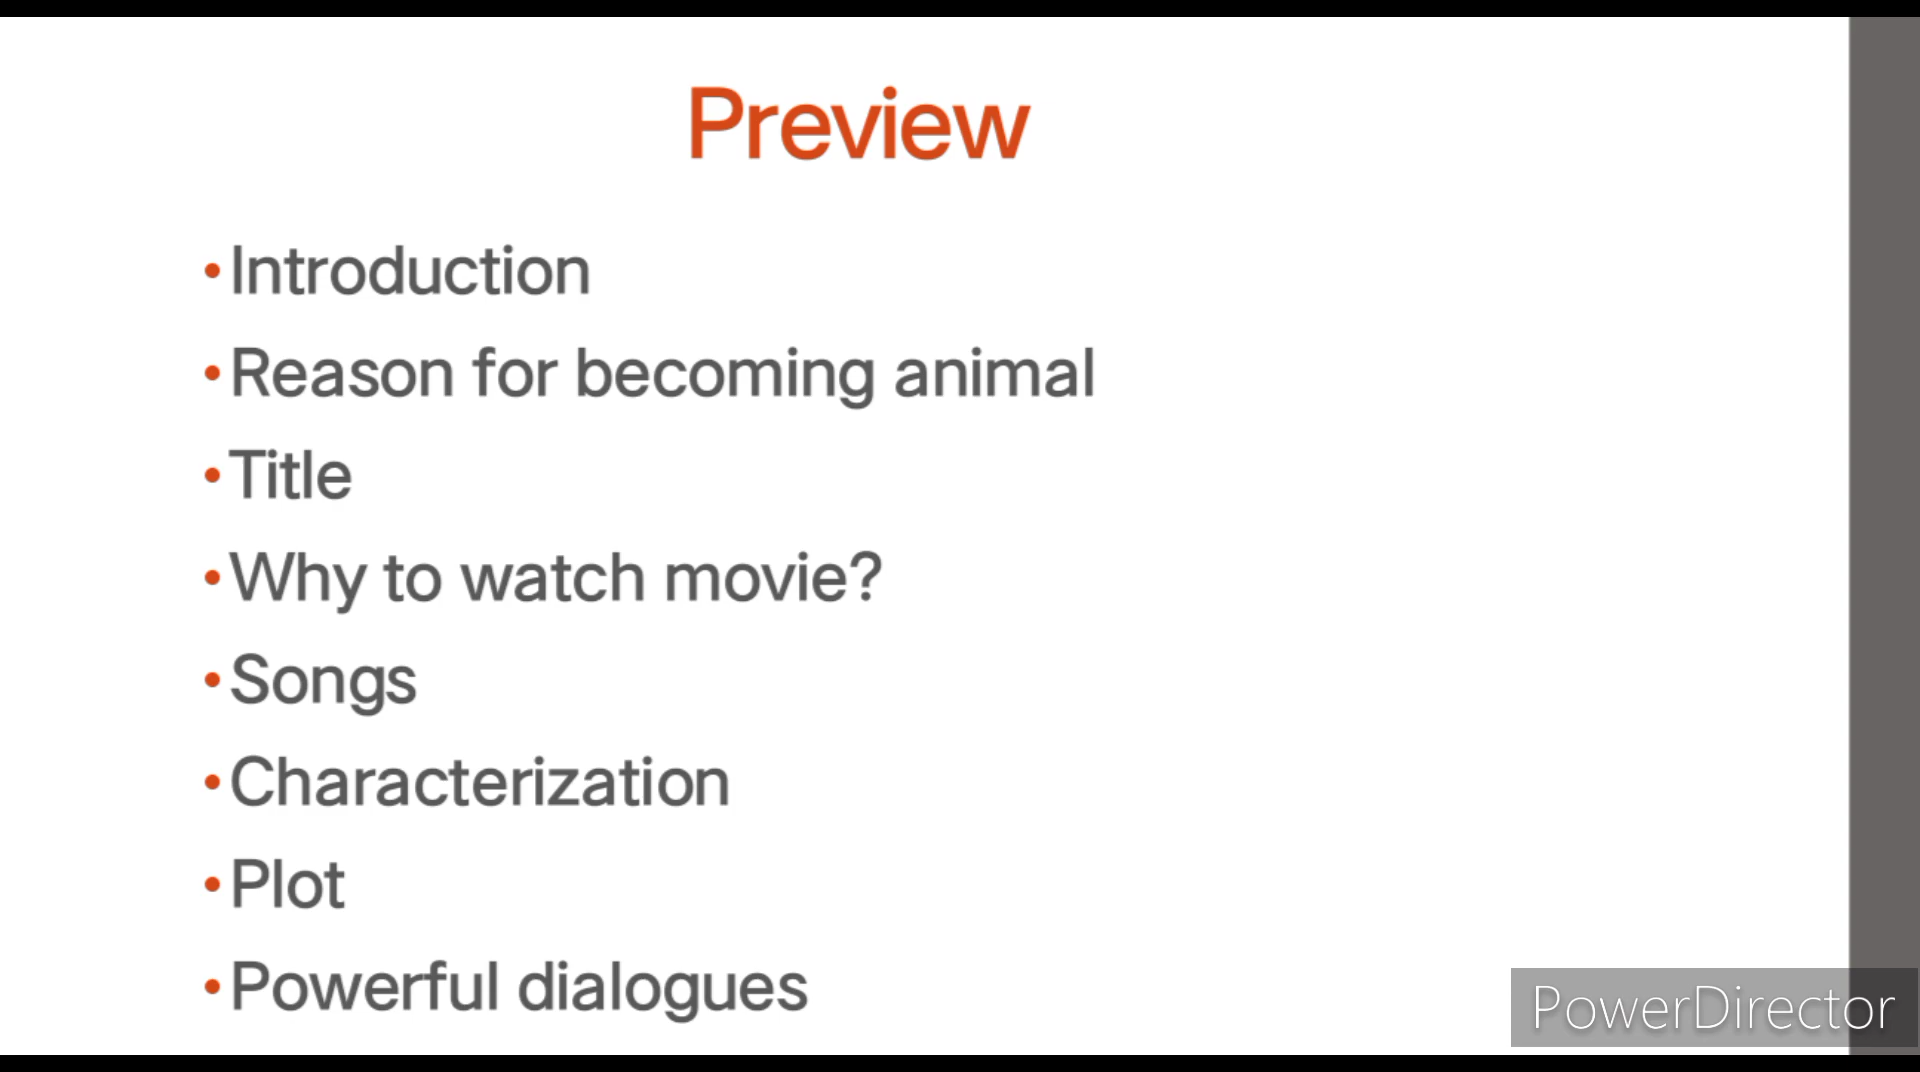 Preview
•Introduction
•Reason for becoming animal
•Title
•Why to watch movie?
•Songs
•Characterization
•Plot
•Powerful dialogues
PowerDirector